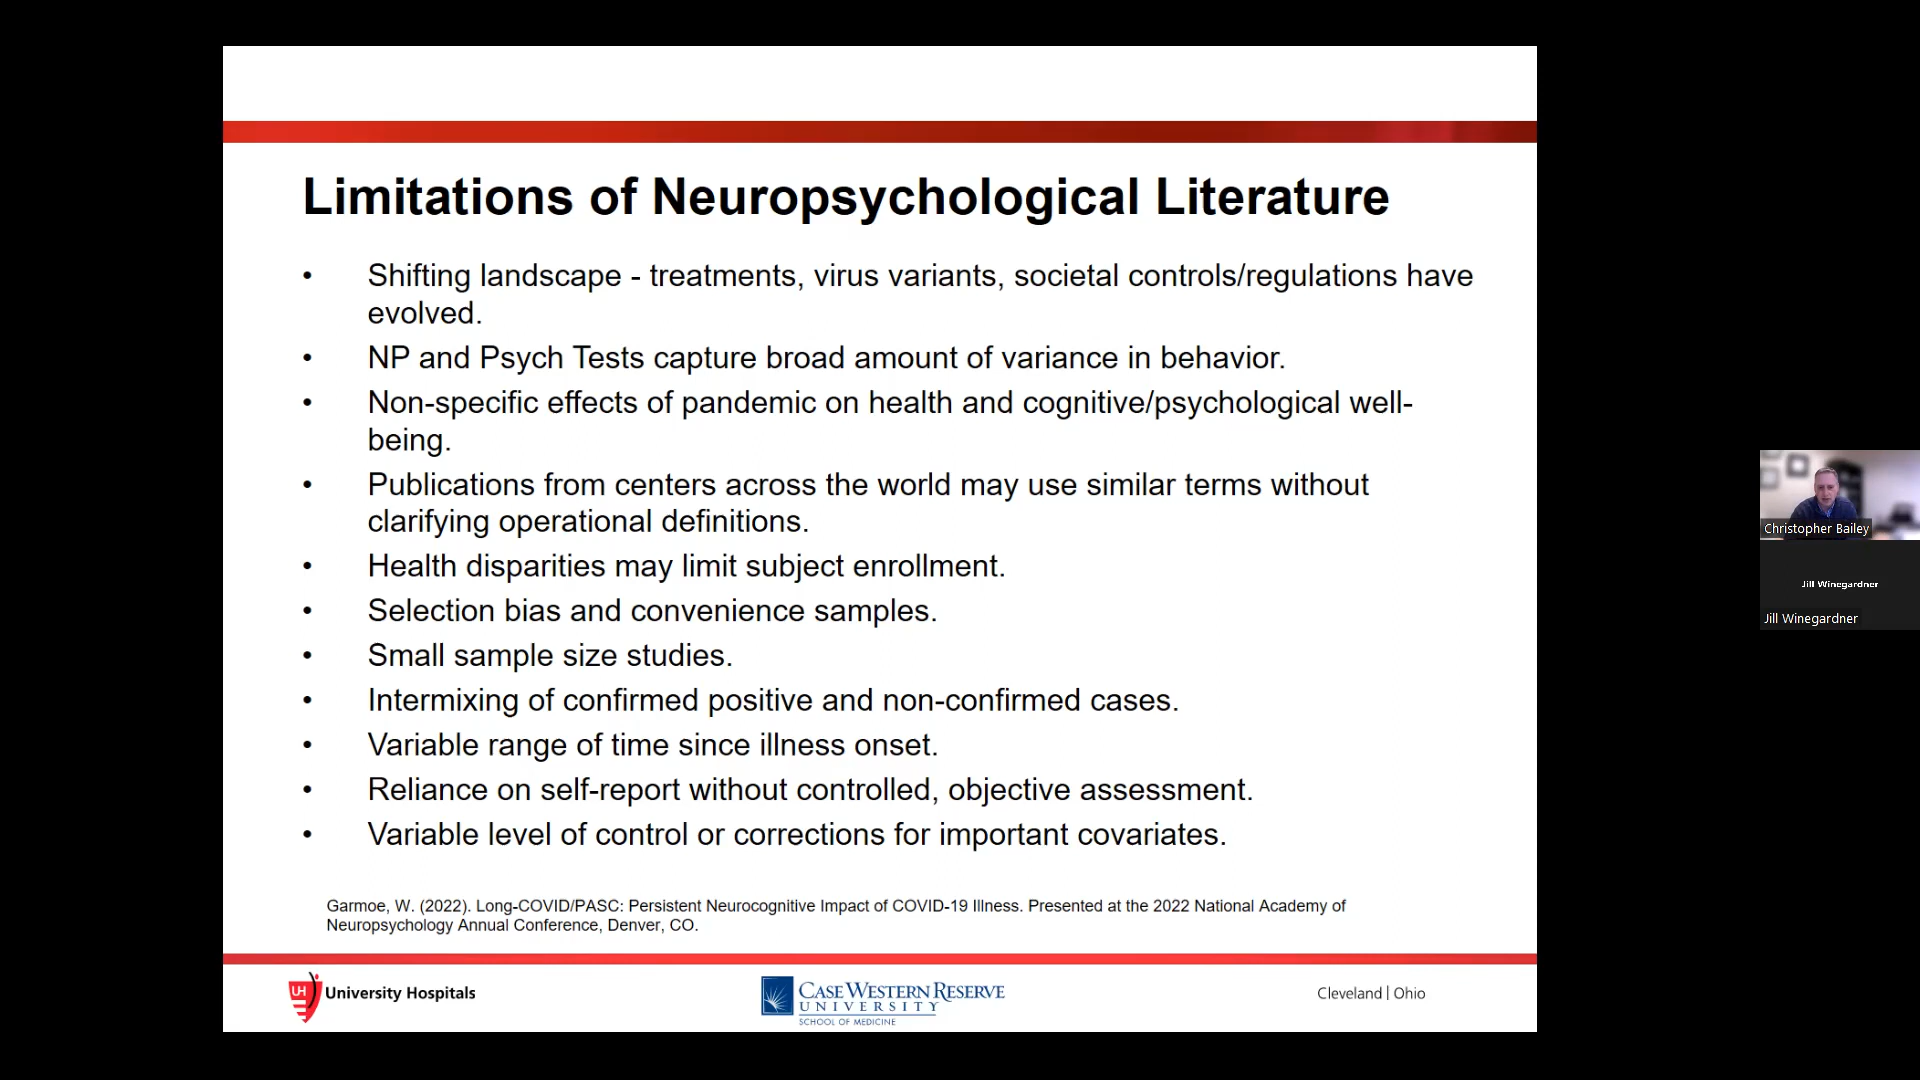 Limitations of Neuropsychological Literature
• Shifting landscape - treatments, virus variants, societal controls/regulations have
evolved.
• NP and Psych Tests capture broad amount of variance in behavior.
• Non-specific effects of pandemic on health and cognitive/psychological well-
being.
• Publications from centers across the world may use similar terms without
clarifying operational definitions.
• Health disparities may limit subject enrollment.
• Selection bias and convenience samples.
• Small sample size studies.
• Intermixing of confirmed positive and non-confirmed cases.
• Variable range of time since illness onset.
• Reliance on self-report without controlled, objective assessment.
• Variable level of control or corrections for important covariates.
Garmoe, W. (2022). Long-COVID/PASC: Persistent Neurocognitive Impact of COVID-19 Illness. Presented at the 2022 National Academy of
Neuropsychology Annual Conference, Denver, CO.
UH University Hospitals
CASE WESTERN RESERVE
UNIVERSITY
SCHOOL OF MEDICINE
Cleveland | Ohio
Christopher Bailey
Jill Winegardner
Jill Winegardner